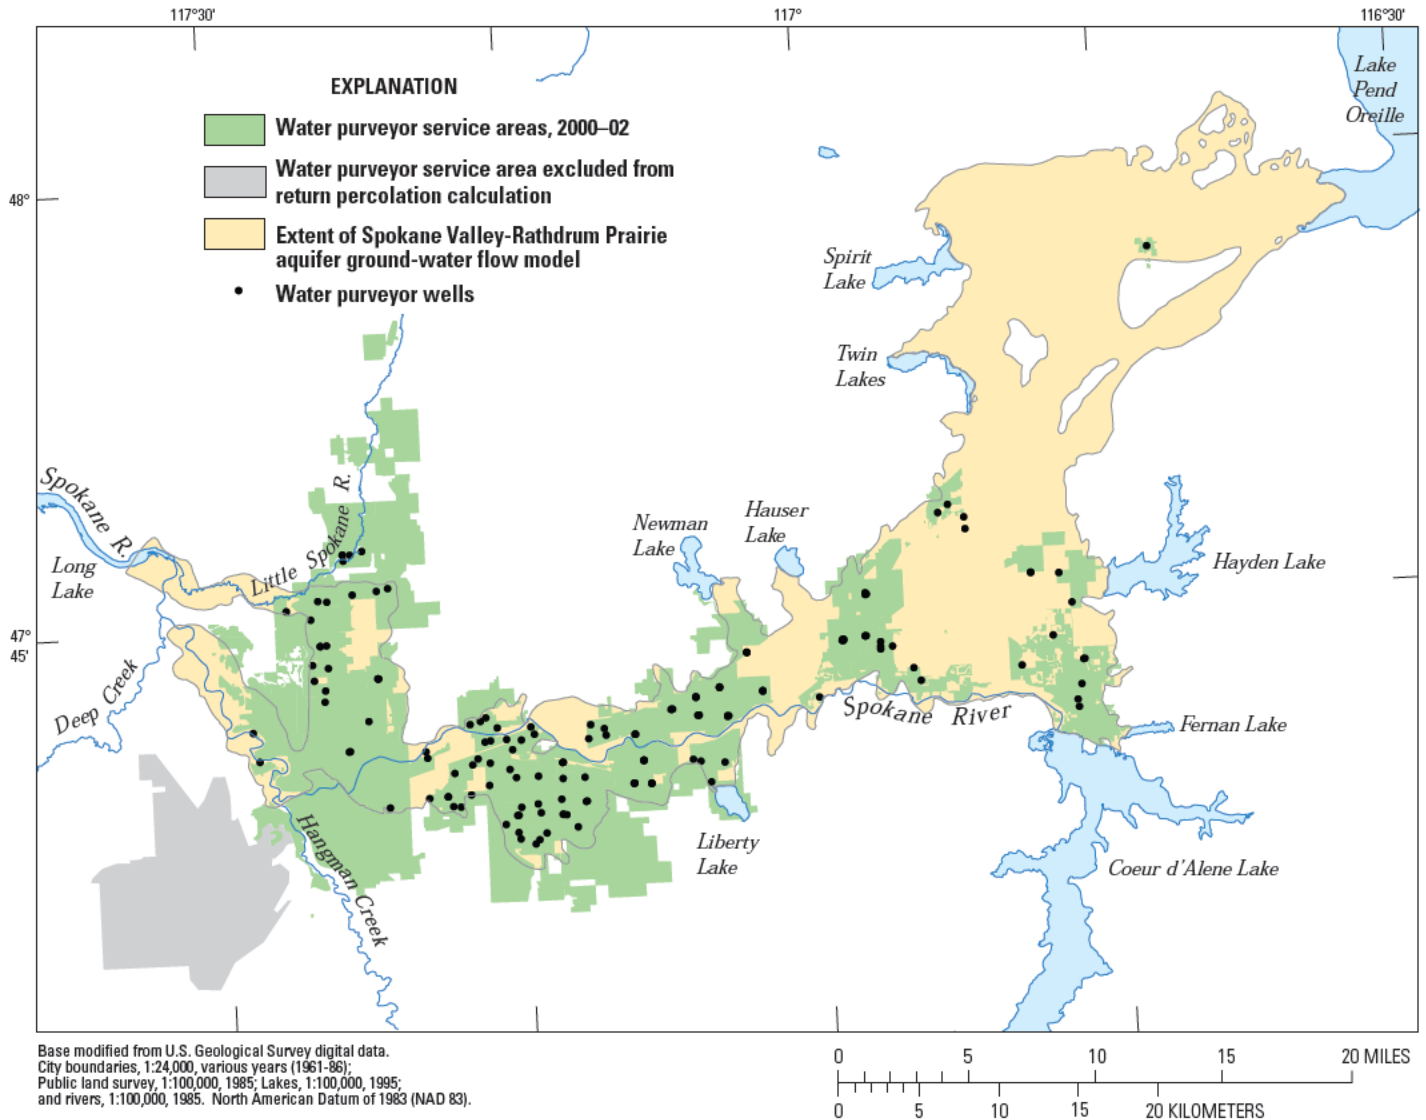 117°30'
117°
116°30'
EXPLANATION
Water purveyor service areas, 2000–02
Water purveyor service area excluded from
return percolation calculation
Extent of Spokane Valley-Rathdrum Prairie
aquifer ground-water flow model
Water purveyor wells
Lake
Pend
Oreille
48°
Spirit
Lake
Twin
Lakes
Spokane R.
Long
Lake
Little Spokane R.
Newman
Lake
Hauser
Lake
Hayden Lake
47°
45'
Deep Creek
Spokane River
Fernan Lake
Hangman Creek
Liberty
Lake
Coeur d'Alene Lake
Base modified from U.S. Geological Survey digital data.
City boundaries, 1:24,000, various years (1961-86);
Public land survey, 1:100,000, 1985; Lakes, 1:100,000, 1995;
and rivers, 1:100,000, 1985. North American Datum of 1983 (NAD 83).
0 5 10 15 20 MILES
0 5 10 15 20 KILOMETERS